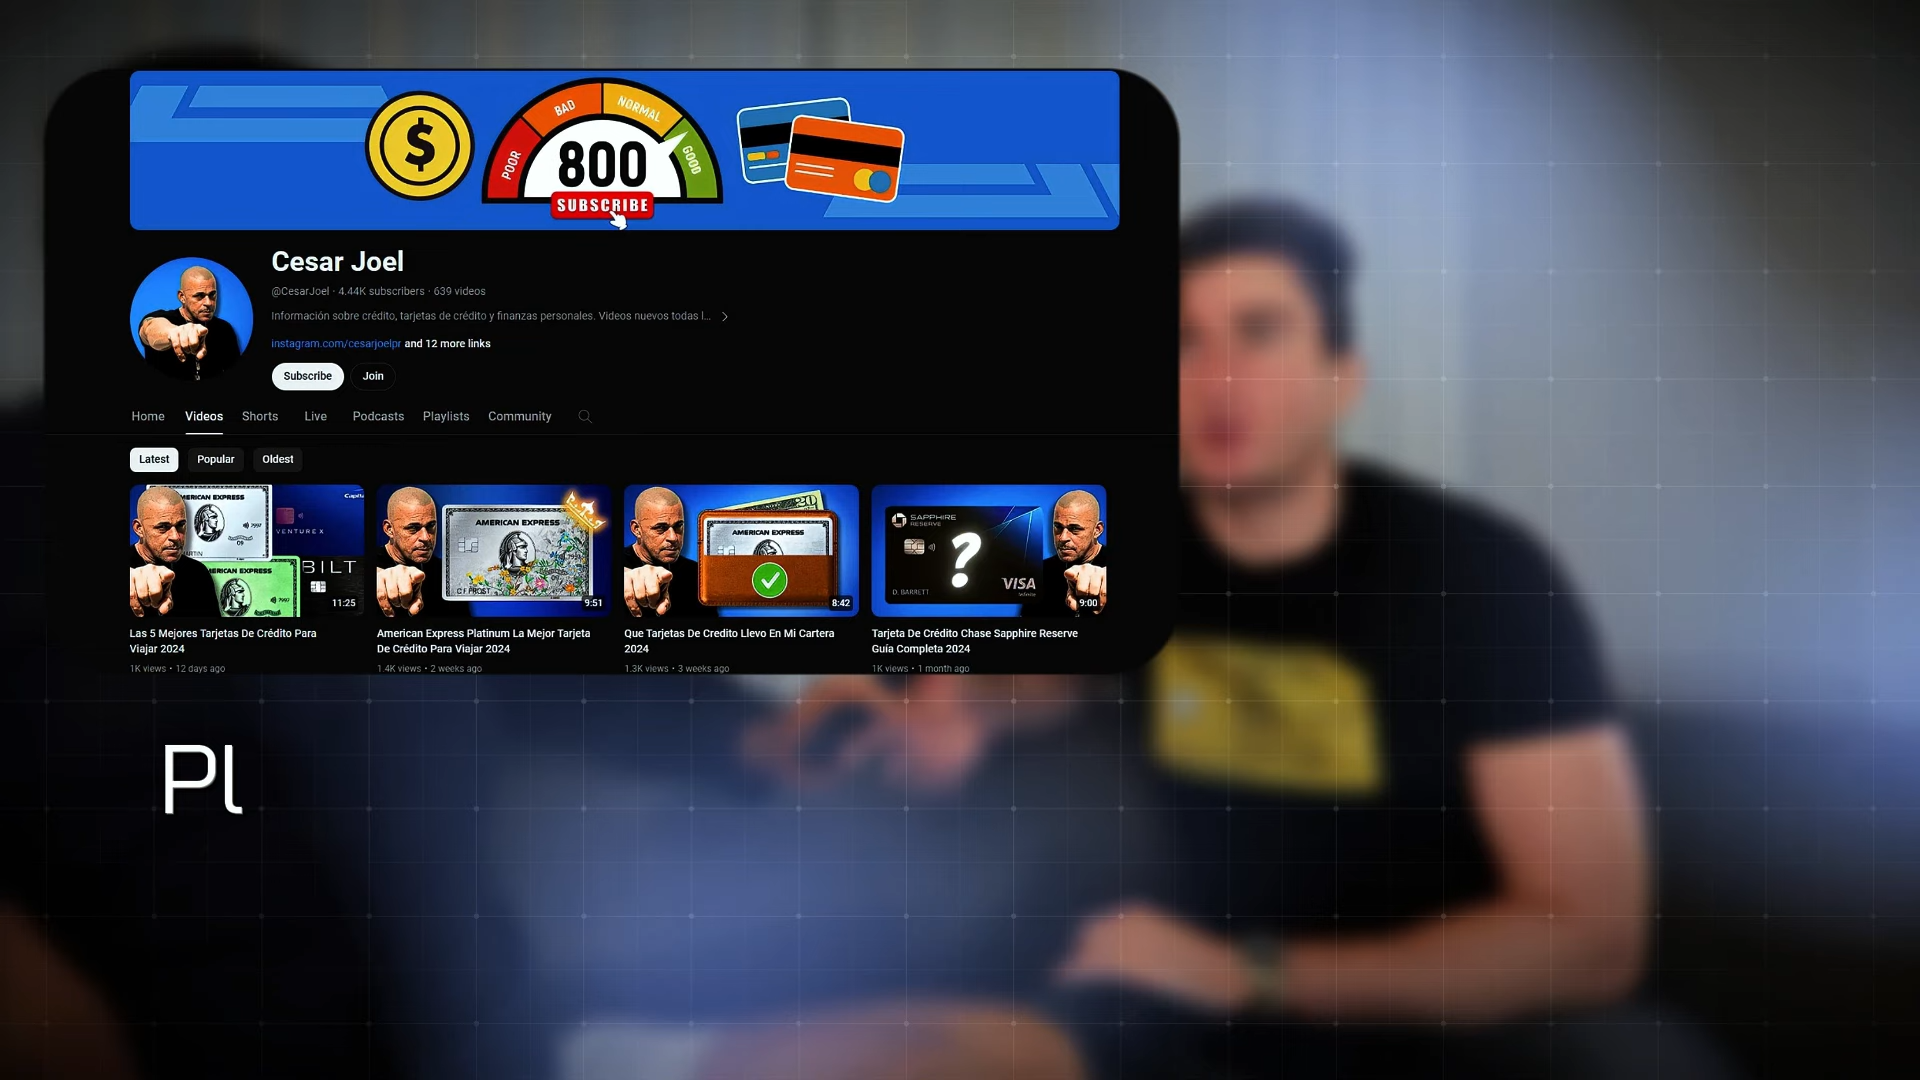 POOR
BAD
NORMAL
GOOD
$
800
SUBSCRIBE
Cesar Joel
@CesarJoel · 4.44K subscribers · 639 videos
Información sobre crédito, tarjetas de crédito y finanzas personales. Videos nuevos todas l...
instagram.com/cesarjoelpr and 12 more links
Subscribe Join
Home Videos Shorts Live Podcasts Playlists Community
Latest Popular Oldest
AMERICAN EXPRESS
VENTURE X
AMERICAN EXPRESS
BILT
11:25
Las 5 Mejores Tarjetas De Crédito Para
Viajar 2024
1K views • 12 days ago
AMERICAN EXPRESS
C F FROST
9:51
American Express Platinum La Mejor Tarjeta
De Crédito Para Viajar 2024
1.4K views • 2 weeks ago
20
AMERICAN EXPRESS
8:42
Que Tarjetas De Credito Llevo En Mi Cartera
2024
1.3K views • 3 weeks ago
SAPPHIRE
RESERVE
?
D. BARRETT
VISA
9:00
Tarjeta De Crédito Chase Sapphire Reserve
Guía Completa 2024
1K views • 1 month ago
Pl